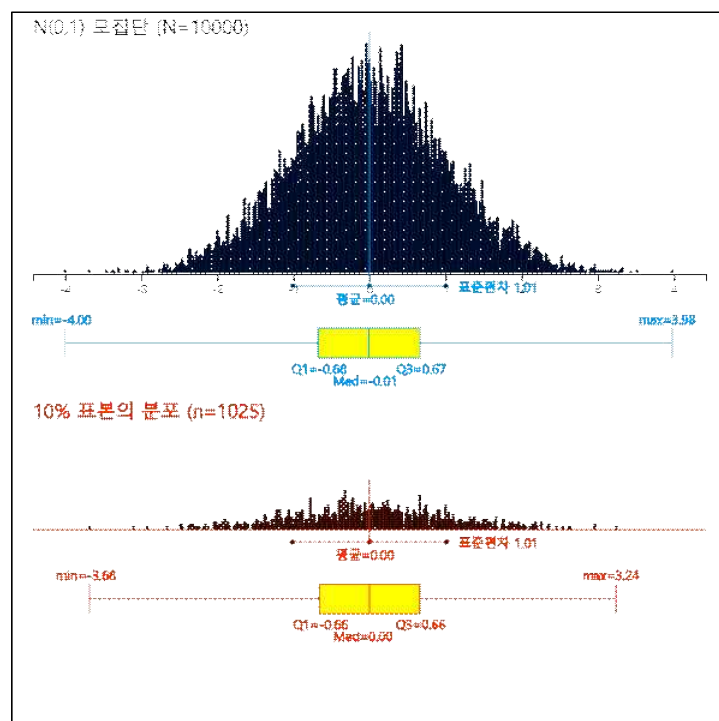 N(0,1) 모집단 (N=10000)
-4 -3 -2 -1 0 1 2 3 4
평균=0.00
표준편차 1.01
min=-4.00
max=3.98
Q1=-0.68
Q3=0.67
Med=-0.01
10% 표본의 분포 (n=1025)
평균=0.00
표준편차 1.01
min=-3.66
max=3.24
Q1=-0.66
Q3=0.66
Med=0.00